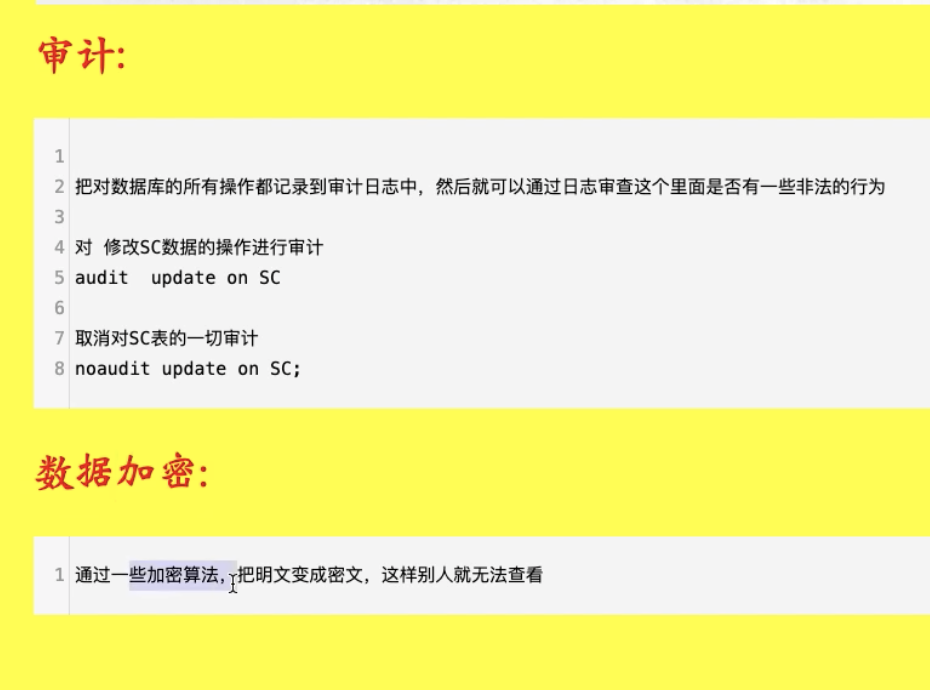 审计:
1
2 把对数据库的所有操作都记录到审计日志中，然后就可以通过日志审查这个里面是否有一些非法的行为
3
4 对 修改SC数据的操作进行审计
5 audit  update on SC
6
7 取消对SC表的一切审计
8 noaudit update on SC;
数据加密:
1 通过一些加密算法，把明文变成密文，这样别人就无法查看